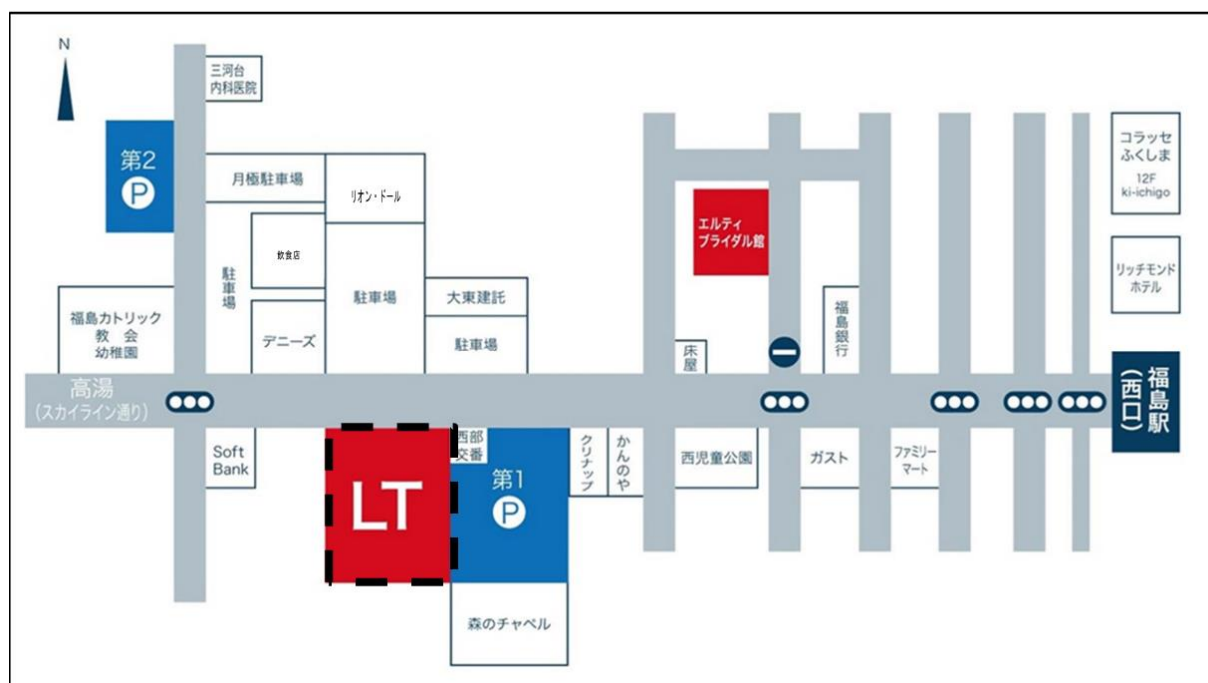 N
三河台
内科医院
第2
P
月極駐車場
リオン・ドール
飲食店
駐車場
駐車場
デニーズ
大東建託
駐車場
福島カトリック
教 会
幼稚園
エルティ
ブライダル館
コラッセ
ふくしま
12F
ki-ichigo
リッチモンド
ホテル
福島銀行
床屋
高湯
(スカイライン通り)
福島駅
(西口)
Soft
Bank
LT
西部
交番
第1
P
クリナップ
かんのや
西児童公園
ガスト
ファミリー
マート
森のチャペル